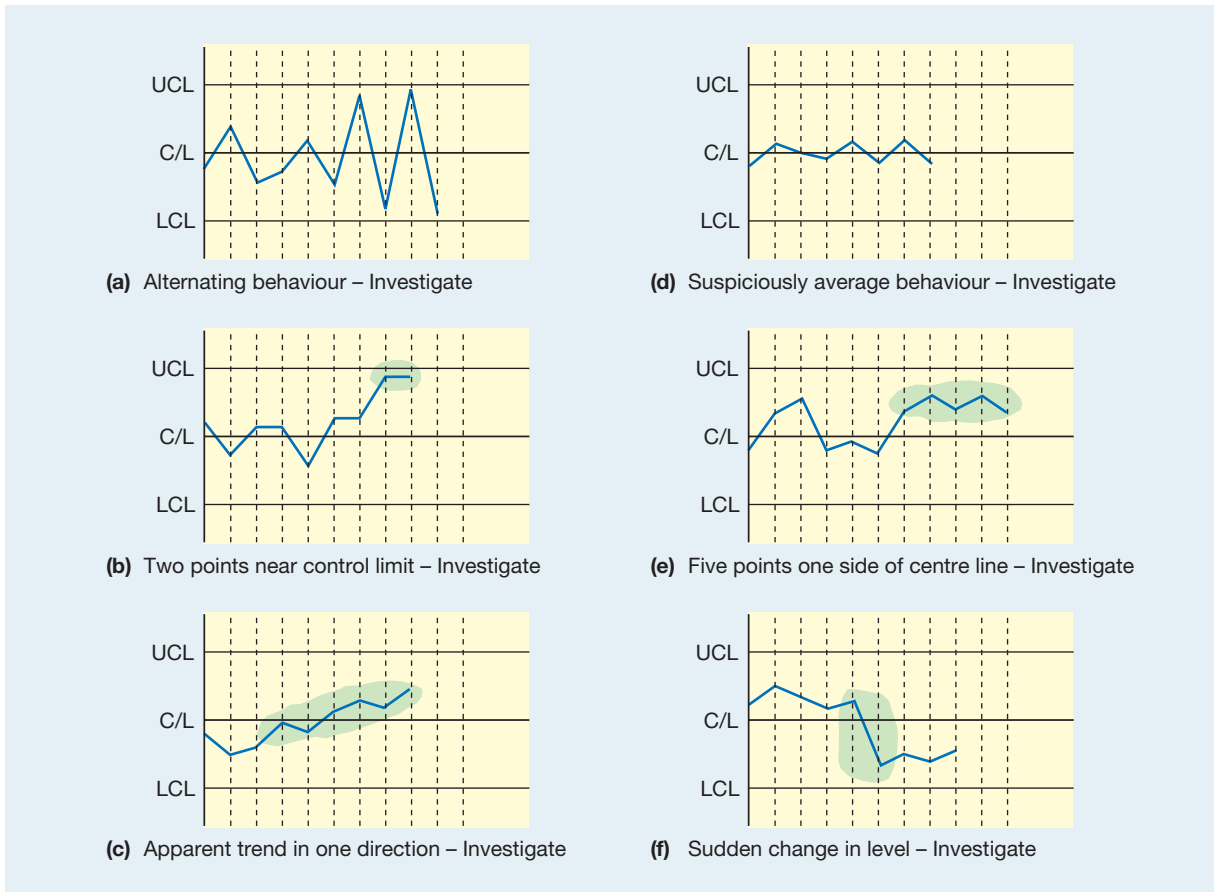 UCL
C/L
LCL
(a) Alternating behaviour – Investigate
UCL
C/L
LCL
(d) Suspiciously average behaviour – Investigate
UCL
C/L
LCL
(b) Two points near control limit – Investigate
UCL
C/L
LCL
(e) Five points one side of centre line – Investigate
UCL
C/L
LCL
(c) Apparent trend in one direction – Investigate
UCL
C/L
LCL
(f) Sudden change in level – Investigate